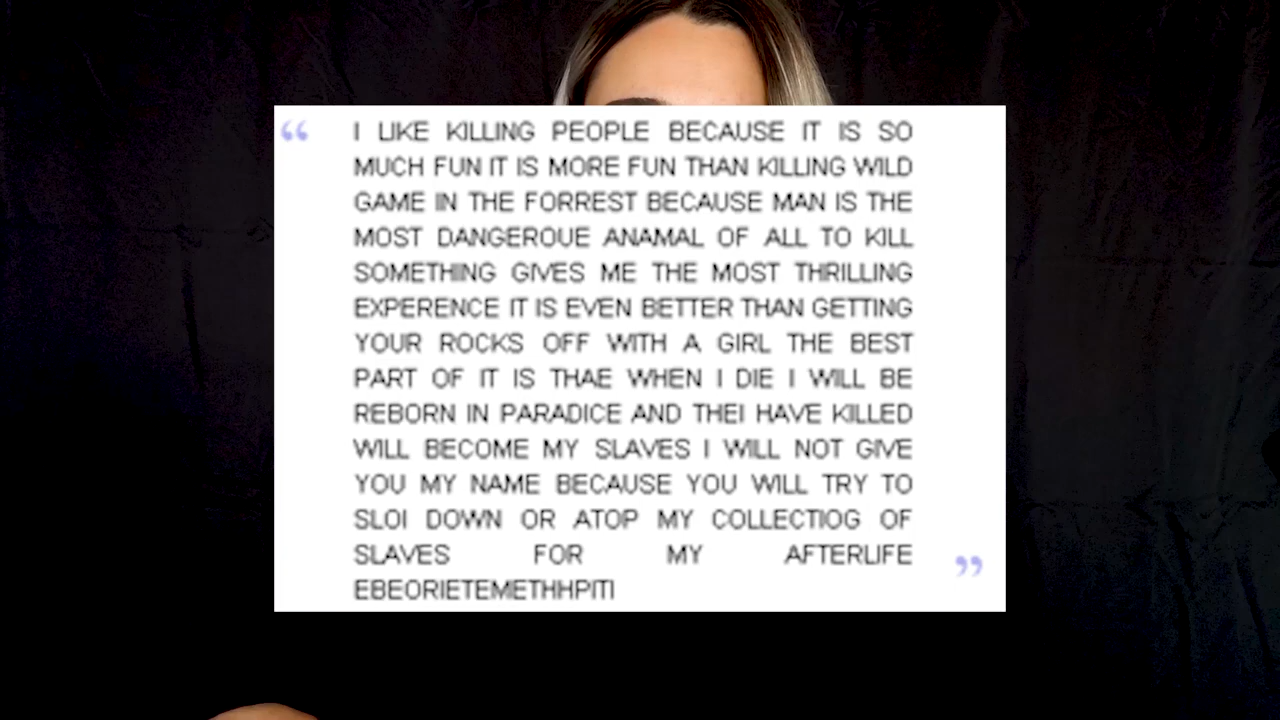 “ I LIKE KILLING PEOPLE BECAUSE IT IS SO
MUCH FUN IT IS MORE FUN THAN KILLING WILD
GAME IN THE FORREST BECAUSE MAN IS THE
MOST DANGEROUE ANAMAL OF ALL TO KILL
SOMETHING GIVES ME THE MOST THRILLING
EXPERENCE IT IS EVEN BETTER THAN GETTING
YOUR ROCKS OFF WITH A GIRL THE BEST
PART OF IT IS THAE WHEN I DIE I WILL BE
REBORN IN PARADICE AND THEI HAVE KILLED
WILL BECOME MY SLAVES I WILL NOT GIVE
YOU MY NAME BECAUSE YOU WILL TRY TO
SLOI DOWN OR ATOP MY COLLECTIOG OF
SLAVES FOR MY AFTERLIFE ”
EBEORIETEMETHHPITI